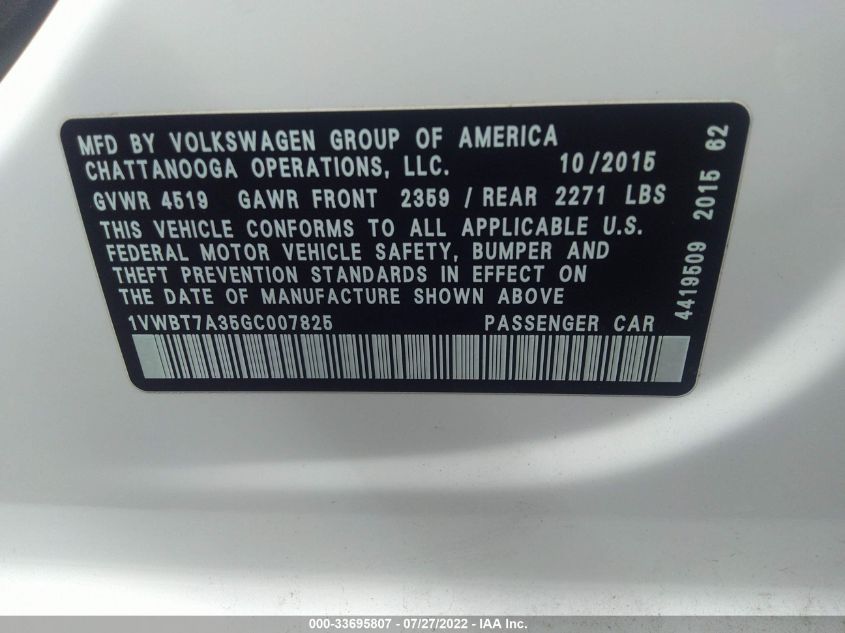 MFD BY VOLKSWAGEN GROUP OF AMERICA
CHATTANOOGA OPERATIONS, LLC. 10/2015
GVWR 4519 GAWR FRONT 2359 / REAR 2271 LBS
THIS VEHICLE CONFORMS TO ALL APPLICABLE U.S.
FEDERAL MOTOR VEHICLE SAFETY, BUMPER AND
THEFT PREVENTION STANDARDS IN EFFECT ON
THE DATE OF MANUFACTURE SHOWN ABOVE
1VWBT7A35GC007825 PASSENGER CAR
4419509 2015 62
000-33695807 - 07/27/2022 - IAA Inc.